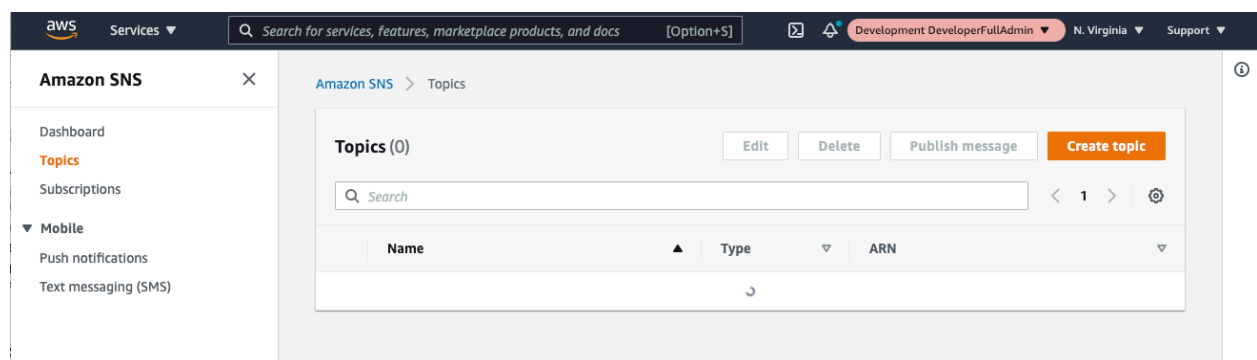 aws Services ▼ Search for services, features, marketplace products, and docs [Option+S] Development DeveloperFullAdmin ▼ N. Virginia ▼ Support ▼
Amazon SNS
Dashboard
Topics
Subscriptions
▼ Mobile
Push notifications
Text messaging (SMS)
Amazon SNS > Topics
Topics (0) Edit Delete Publish message Create topic
Search < 1 >
Name Type ARN